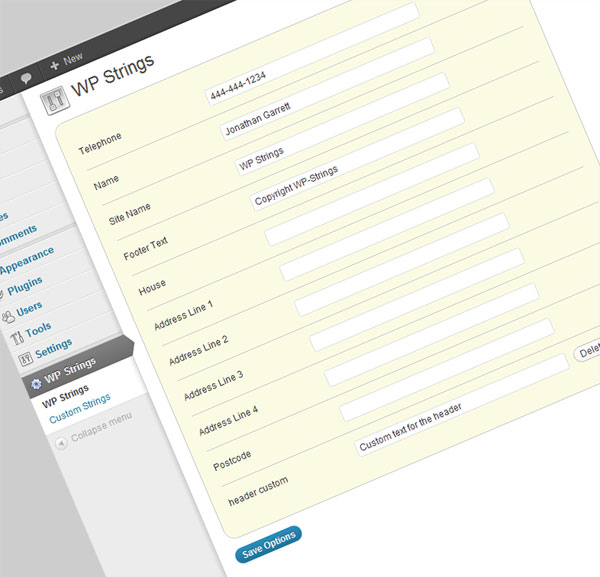 New
WP Strings
Telephone 444-444-1234
Name Jonathan Garrett
Site Name WP Strings
Footer Text Copyright WP-Strings
House
Address Line 1
Address Line 2
Address Line 3
Address Line 4
Postcode
header custom Custom text for the header
Delet
Save Options
es
omments
Appearance
Plugins
Users
Tools
Settings
WP Strings
WP Strings
Custom Strings
Collapse menu